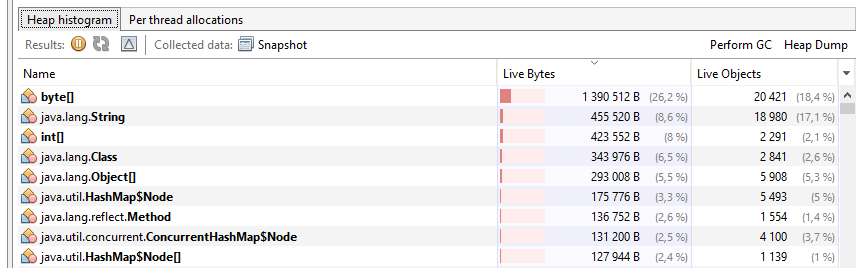 Heap histogram Per thread allocations
Results: Collected data: Snapshot Perform GC Heap Dump
Name Live Bytes Live Objects
byte[] 1 390 512 B (26,2 %) 20 421 (18,4 %)
java.lang.String 455 520 B (8,6 %) 18 980 (17,1 %)
int[] 423 552 B (8 %) 2 291 (2,1 %)
java.lang.Class 343 976 B (6,5 %) 2 841 (2,6 %)
java.lang.Object[] 293 008 B (5,5 %) 5 908 (5,3 %)
java.util.HashMap$Node 175 776 B (3,3 %) 5 493 (5 %)
java.lang.reflect.Method 136 752 B (2,6 %) 1 554 (1,4 %)
java.util.concurrent.ConcurrentHashMap$Node 131 200 B (2,5 %) 4 100 (3,7 %)
java.util.HashMap$Node[] 127 944 B (2,4 %) 1 139 (1 %)